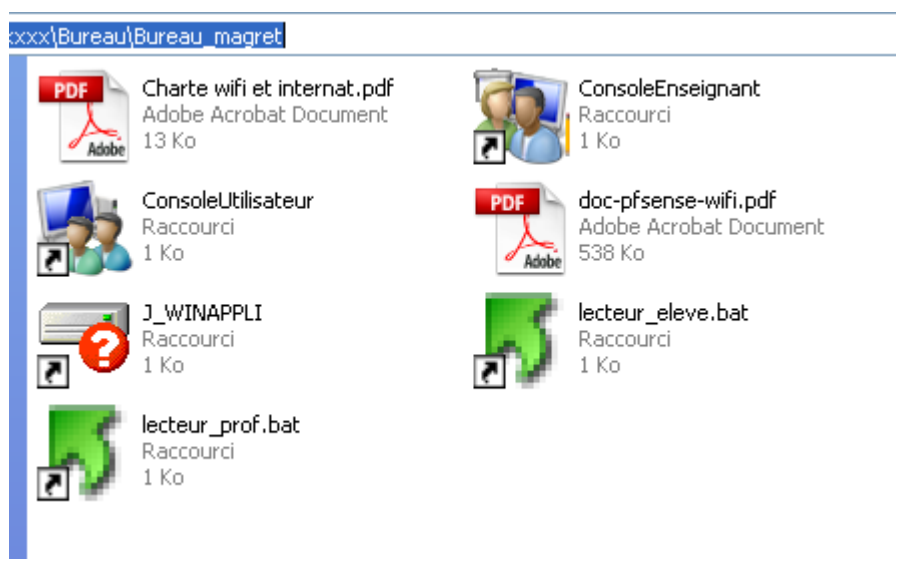 xxxx\Bureau\Bureau_magret
PDF
Adobe
Charte wifi et internat.pdf
Adobe Acrobat Document
13 Ko
ConsoleEnseignant
Raccourci
1 Ko
ConsoleUtilisateur
Raccourci
1 Ko
PDF
Adobe
doc-pfsense-wifi.pdf
Adobe Acrobat Document
538 Ko
J_WINAPPLI
Raccourci
1 Ko
lecteur_eleve.bat
Raccourci
1 Ko
lecteur_prof.bat
Raccourci
1 Ko